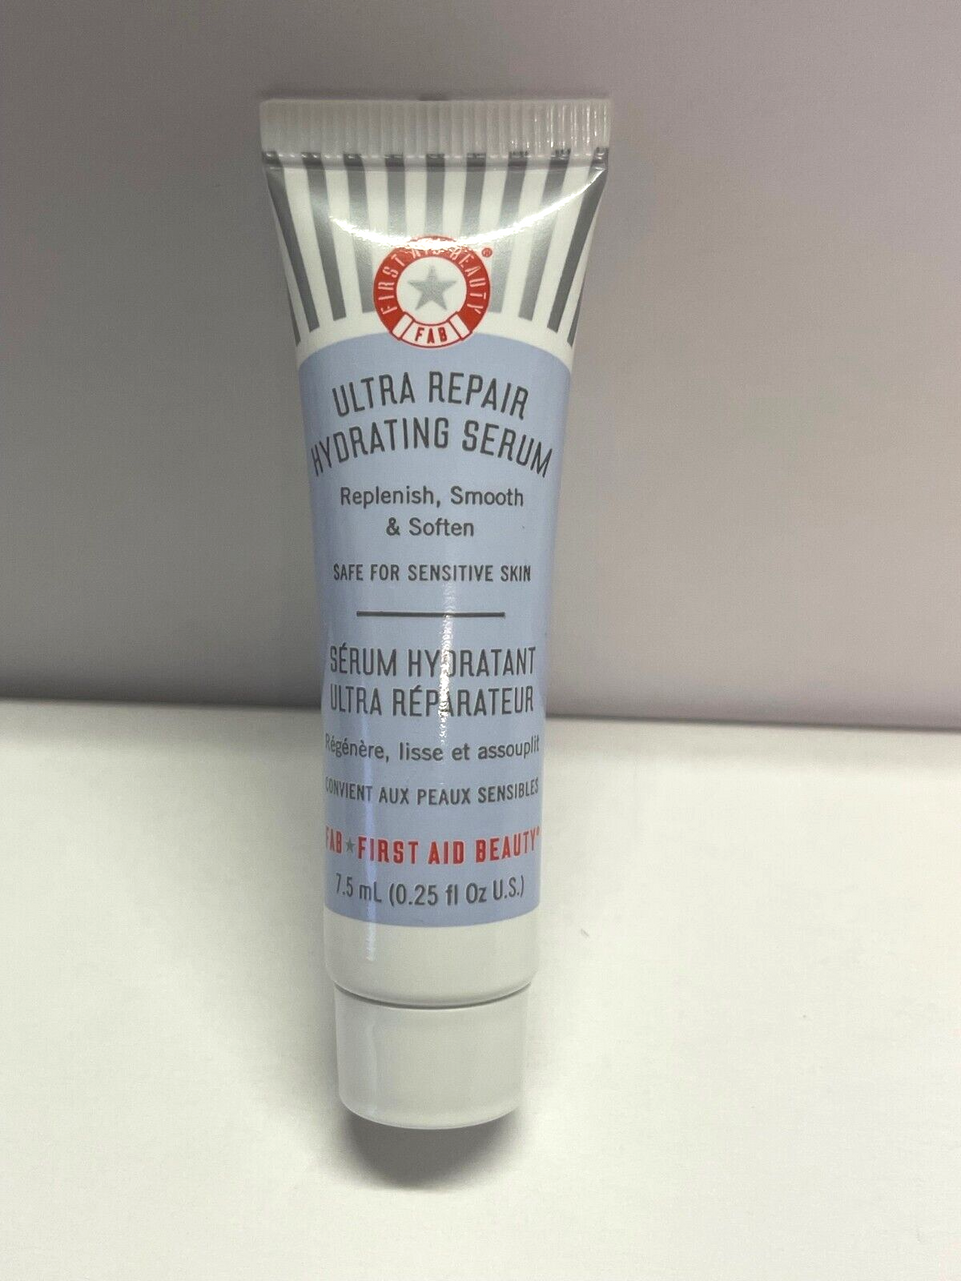 FIRST AID BEAUTY®
FAB
ULTRA REPAIR
HYDRATING SERUM
Replenish, Smooth
& Soften
SAFE FOR SENSITIVE SKIN
SÉRUM HYDRATANT
ULTRA RÉPARATEUR
Régénère, lisse et assouplit
CONVIENT AUX PEAUX SENSIBLES
FAB★FIRST AID BEAUTY®
7.5 mL (0.25 fl Oz U.S.)